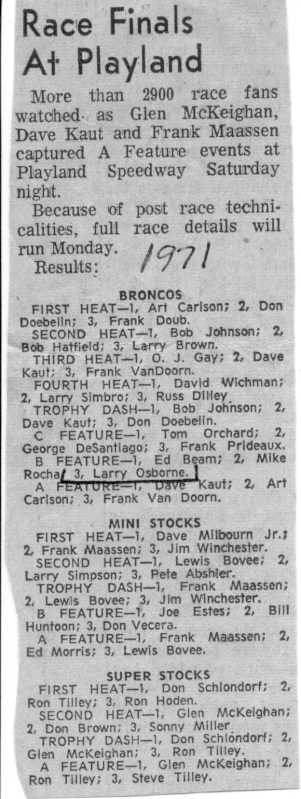 Race Finals
At Playland
More than 2900 race fans
watched as Glen McKeighan,
Dave Kaut and Frank Maassen
captured A Feature events at
Playland Speedway Saturday
night.
Because of post race techni-
calities, full race details will
run Monday.
1971
Results:
BRONCOS
FIRST HEAT—1, Art Carlson; 2, Don
Doebelin; 3, Frank Doub.
SECOND HEAT—1, Bob Johnson; 2,
Bob Hatfield; 3, Larry Brown.
THIRD HEAT—1, O. J. Gay; 2, Dave
Kaut; 3, Frank VanDoorn.
FOURTH HEAT—1, David Wichman;
2, Larry Simbro; 3, Russ Dilley.
TROPHY DASH—1, Bob Johnson; 2,
Dave Kaut; 3, Don Doebelin.
C FEATURE—1, Tom Orchard; 2,
George DeSantiago; 3, Frank Prideaux.
B FEATURE—1, Ed Beam; 2, Mike
Rocha; 3, Larry Osborne.
A FEATURE—1, Dave Kaut; 2, Art
Carlson; 3, Frank Van Doorn.
MINI STOCKS
FIRST HEAT—1, Dave Milbourn Jr.;
2, Frank Maassen; 3, Jim Winchester.
SECOND HEAT—1, Lewis Bovee; 2,
Larry Simpson; 3, Pete Abshier.
TROPHY DASH—1, Frank Maassen;
2, Lewis Bovee; 3, Jim Winchester.
B FEATURE—1, Joe Estes; 2, Bill
Huntoon; 3, Don Vecera.
A FEATURE—1, Frank Maassen; 2,
Ed Morris; 3, Lewis Bovee.
SUPER STOCKS
FIRST HEAT—1, Don Schlondorf; 2,
Ron Tilley; 3, Ron Hoden.
SECOND HEAT—1, Glen McKeighan;
2, Don Brown; 3, Sonny Miller
TROPHY DASH—1, Don Schlondorf; 2,
Glen McKeighan; 3, Ron Tilley.
A FEATURE—1, Glen McKeighan; 2,
Ron Tilley; 3, Steve Tilley.